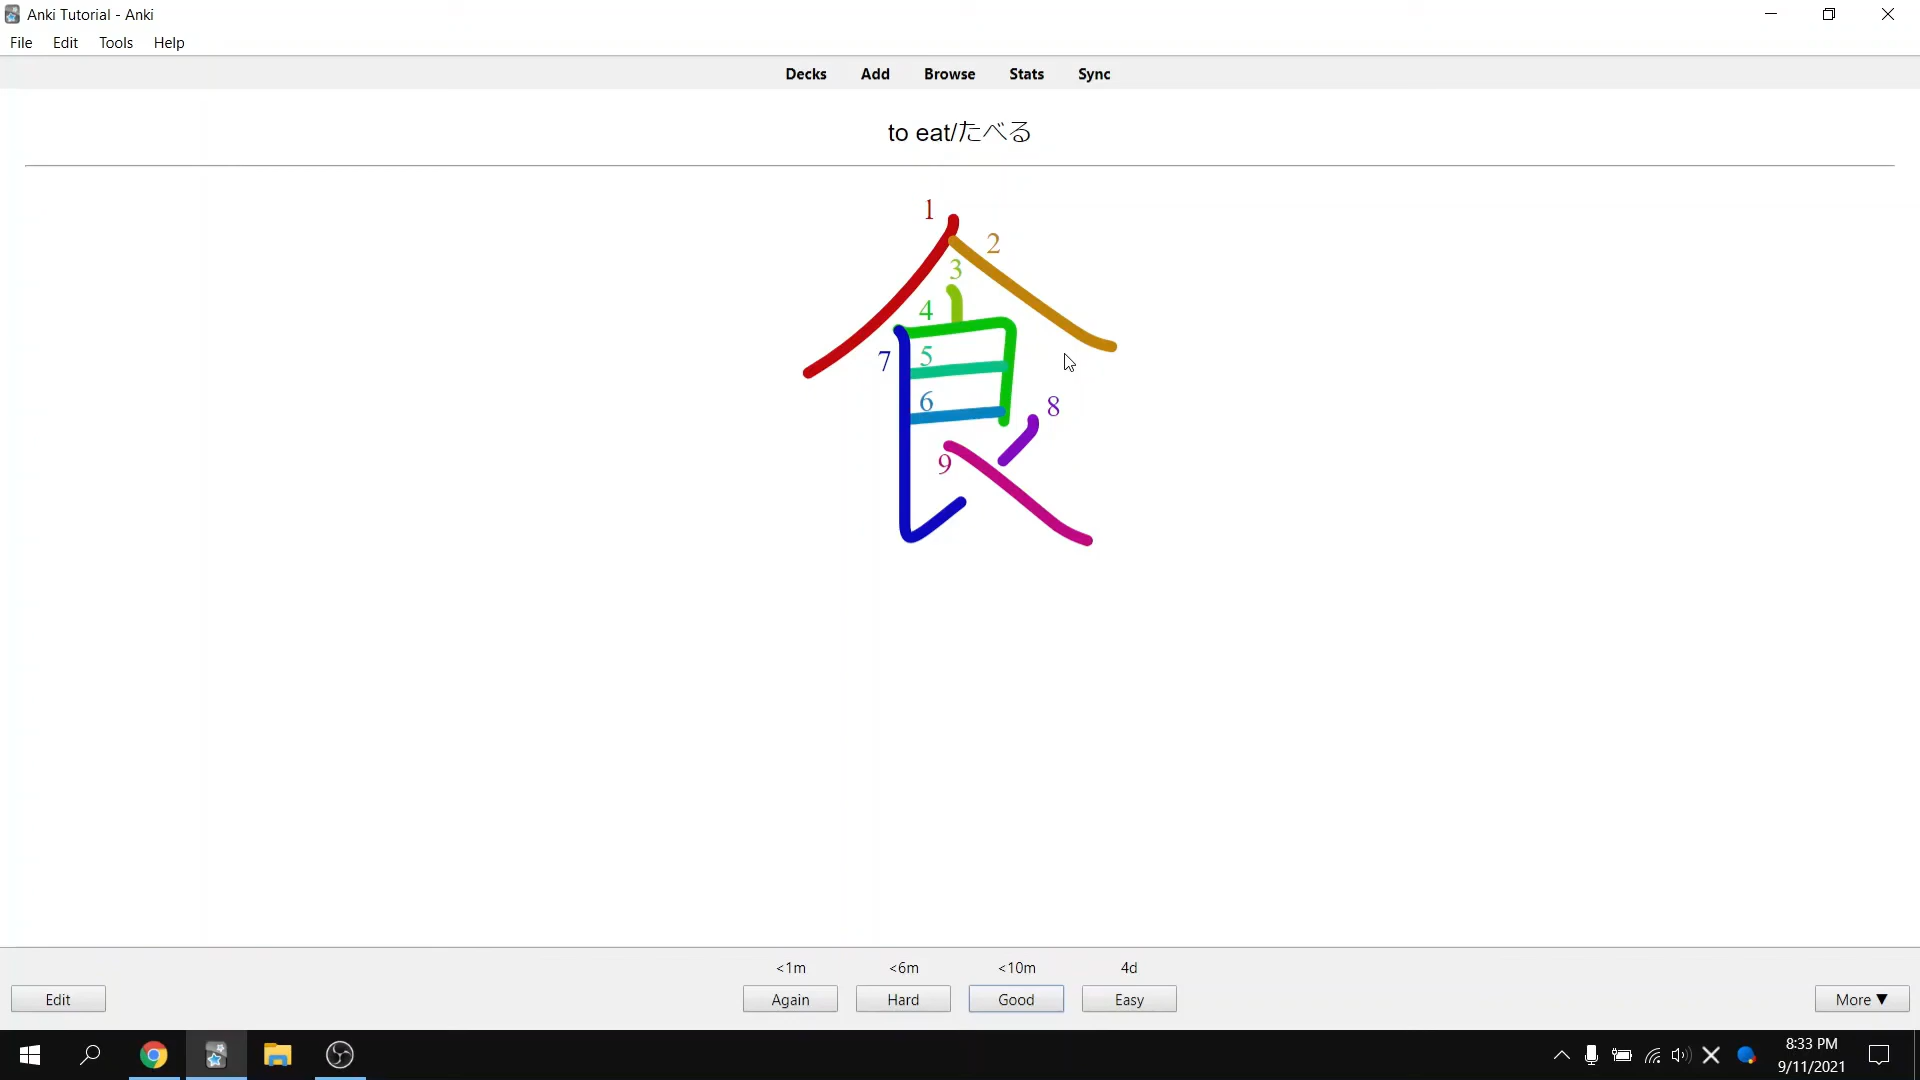 Anki Tutorial - Anki
File Edit Tools Help
Decks Add Browse Stats Sync
to eat/たべる
1
2
3
4
5
7
6
8
9
<1m <6m <10m 4d
Edit Again Hard Good Easy More ▼
8:33 PM
9/11/2021